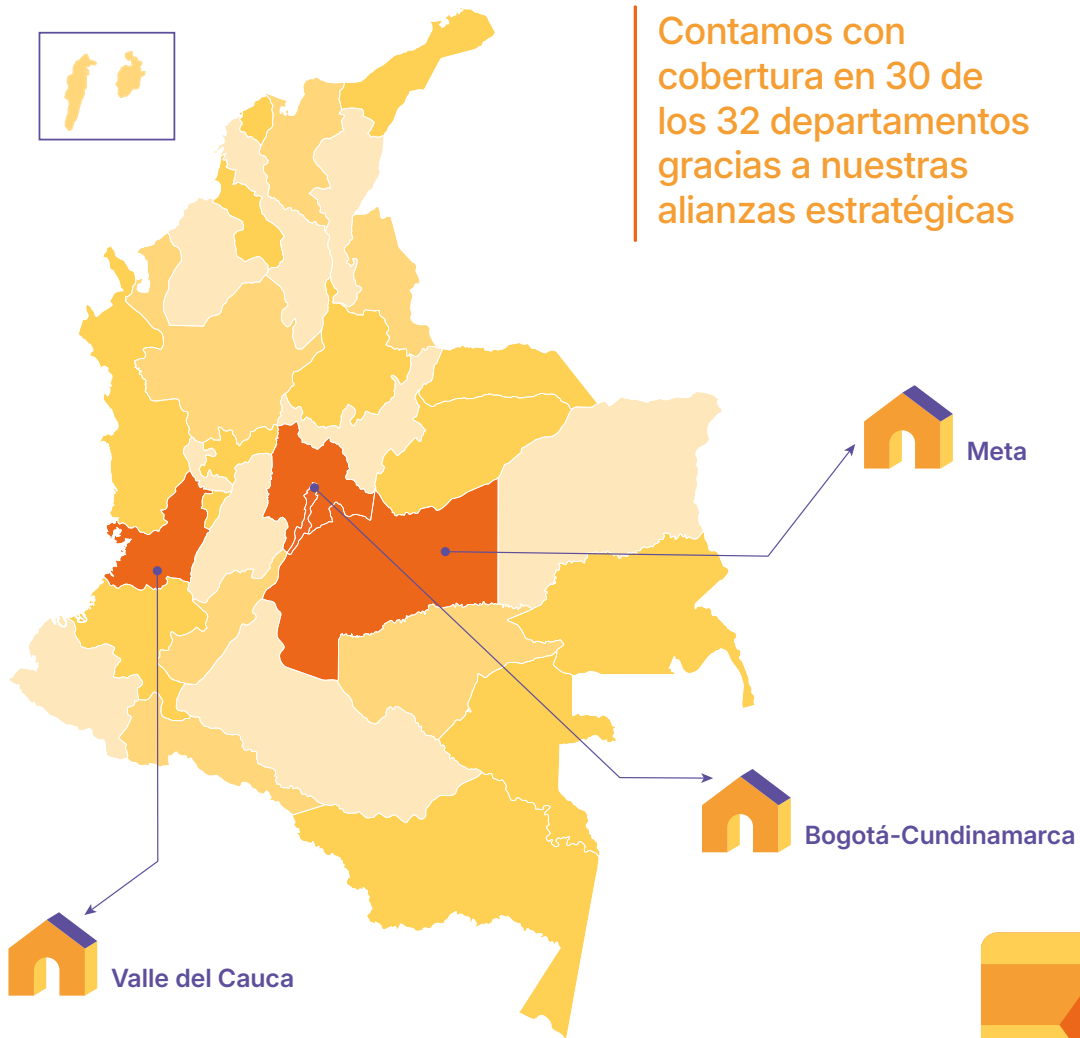 Contamos con
cobertura en 30 de
los 32 departamentos
gracias a nuestras
alianzas estratégicas
Meta
Bogotá-Cundinamarca
Valle del Cauca